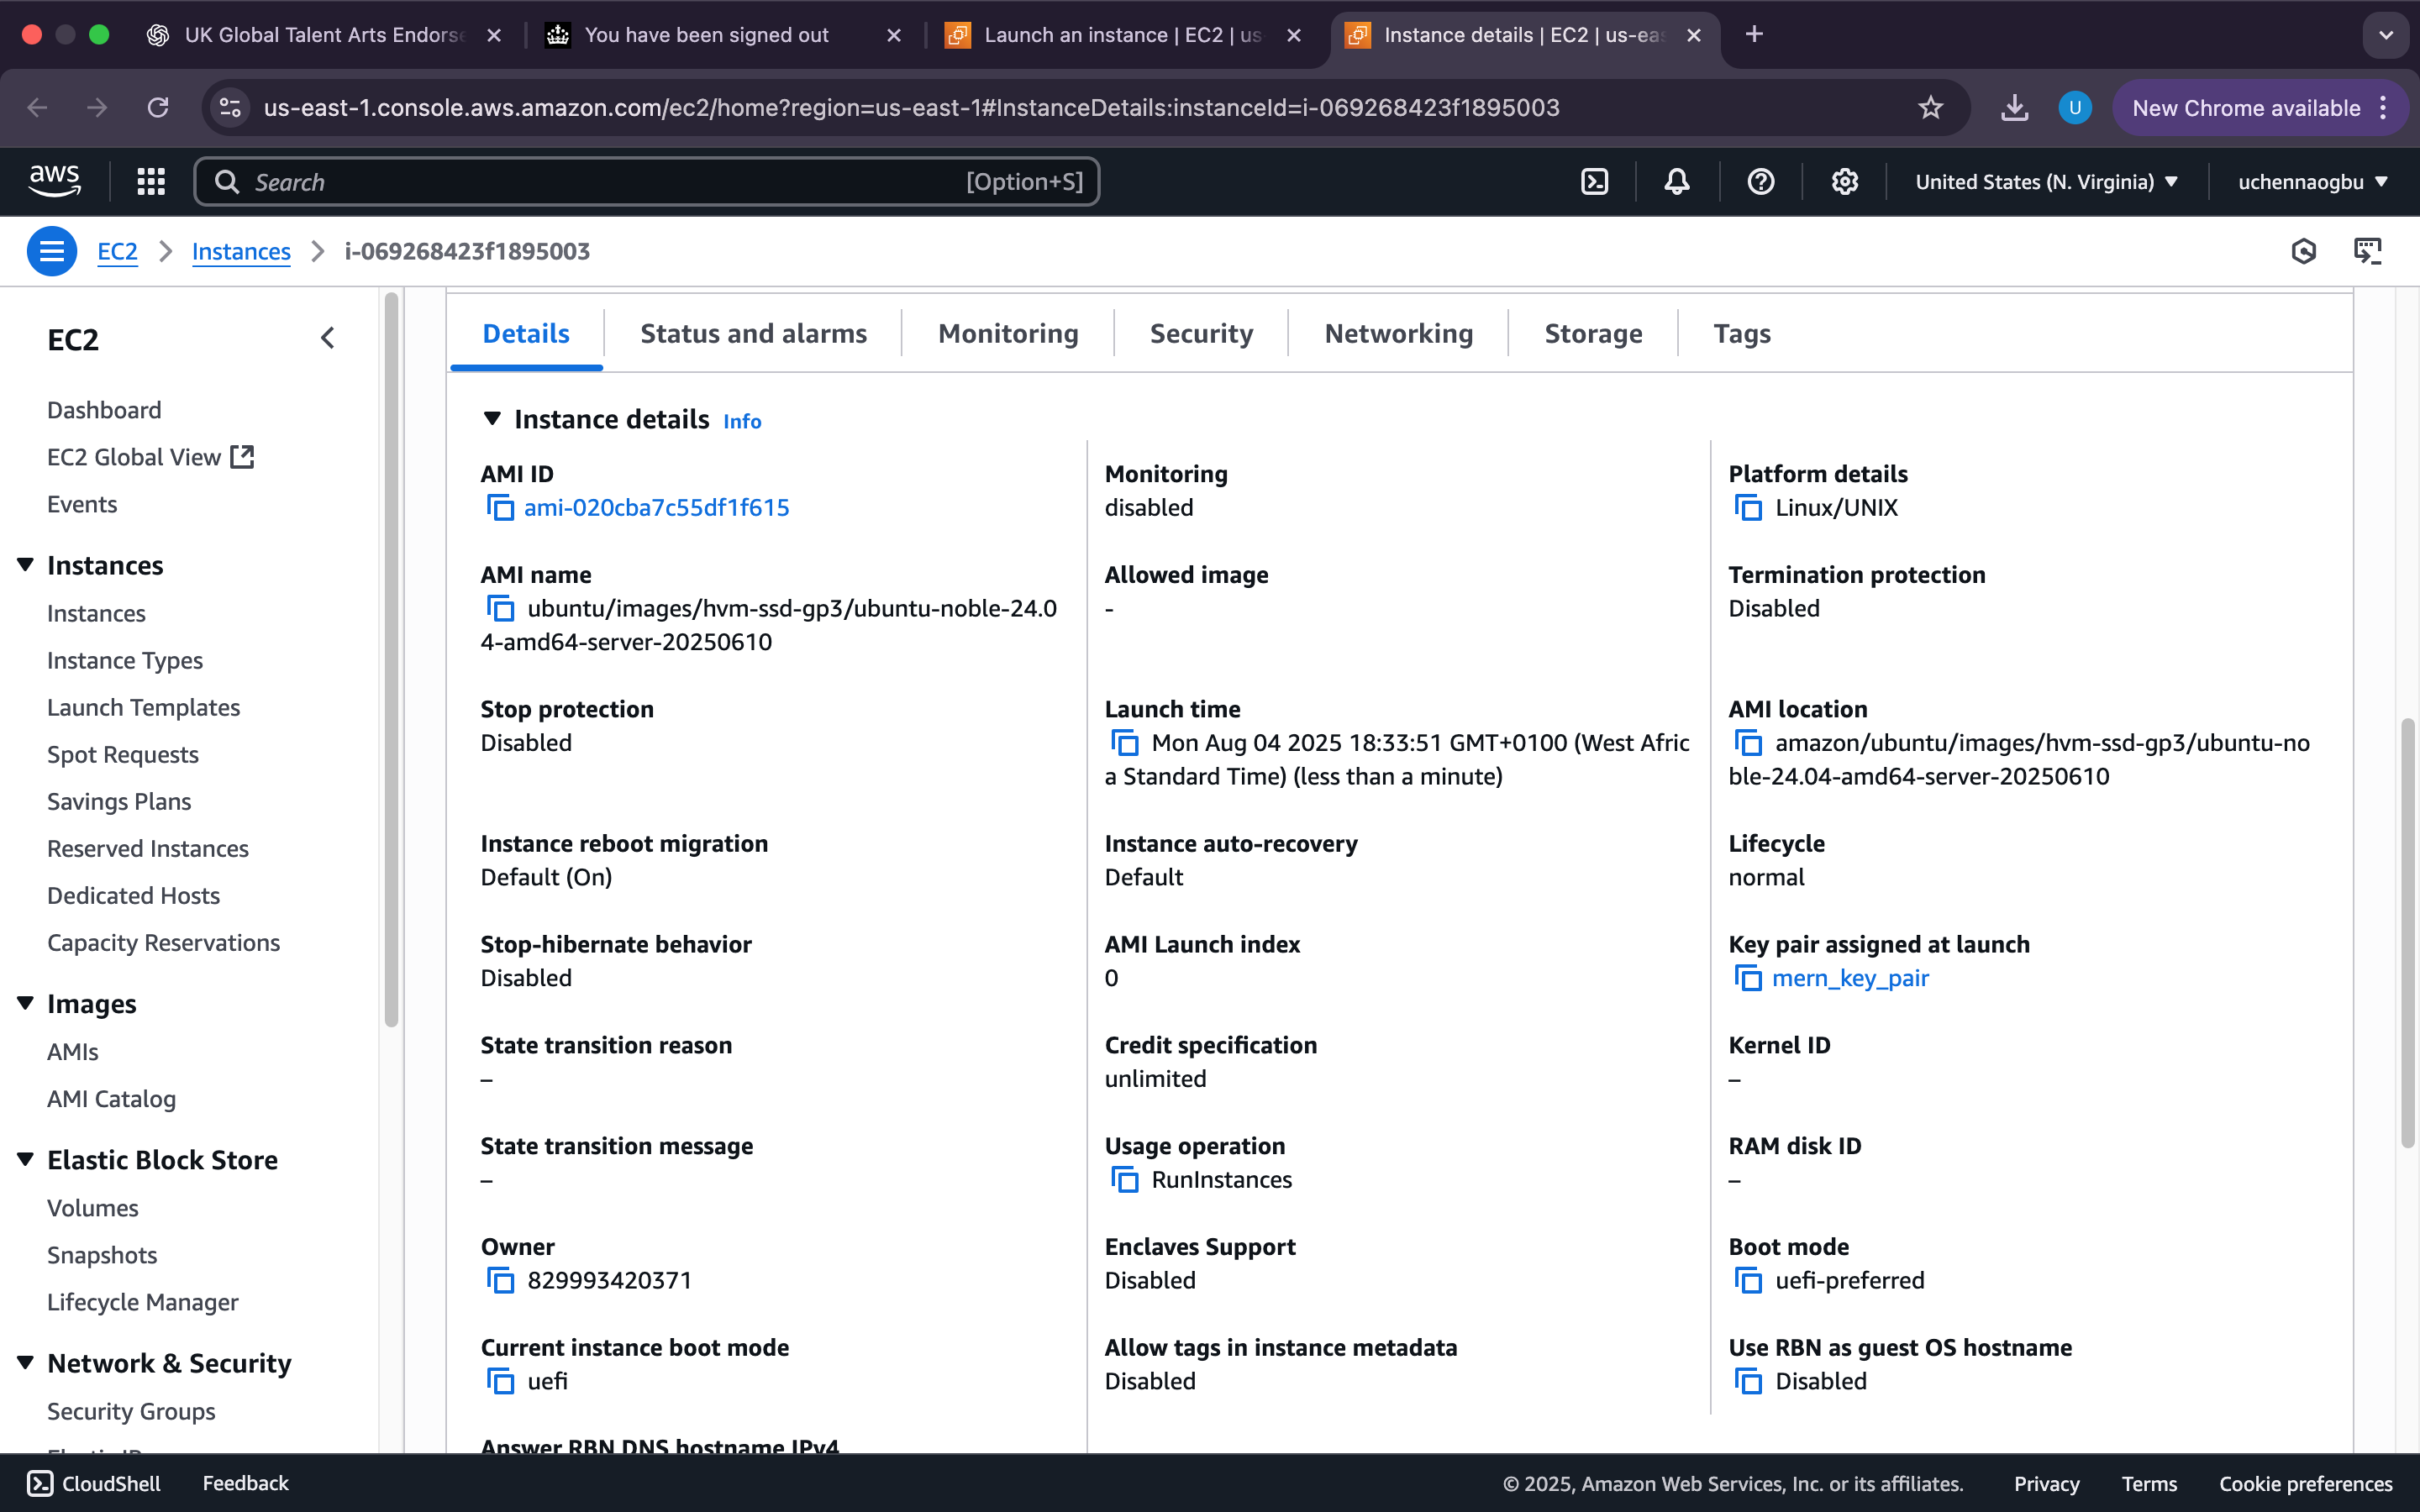 UK Global Talent Arts Endorse
You have been signed out
Launch an instance | EC2 | us-
Instance details | EC2 | us-eas
us-east-1.console.aws.amazon.com/ec2/home?region=us-east-1#InstanceDetails:instanceId=i-069268423f1895003
U
New Chrome available
aws
Search
[Option+S]
United States (N. Virginia)
uchennaogbu
EC2
Instances
i-069268423f1895003
EC2
Dashboard
EC2 Global View
Events
Instances
Instances
Instance Types
Launch Templates
Spot Requests
Savings Plans
Reserved Instances
Dedicated Hosts
Capacity Reservations
Images
AMIs
AMI Catalog
Elastic Block Store
Volumes
Snapshots
Lifecycle Manager
Network & Security
Security Groups
Details
Status and alarms
Monitoring
Security
Networking
Storage
Tags
Instance details Info
AMI ID
ami-020cba7c55df1f615
Monitoring
disabled
Platform details
Linux/UNIX
AMI name
ubuntu/images/hvm-ssd-gp3/ubuntu-noble-24.0
4-amd64-server-20250610
Allowed image
-
Termination protection
Disabled
Stop protection
Disabled
Launch time
Mon Aug 04 2025 18:33:51 GMT+0100 (West Afric
a Standard Time) (less than a minute)
AMI location
amazon/ubuntu/images/hvm-ssd-gp3/ubuntu-no
ble-24.04-amd64-server-20250610
Instance reboot migration
Default (On)
Instance auto-recovery
Default
Lifecycle
normal
Stop-hibernate behavior
Disabled
AMI Launch index
0
Key pair assigned at launch
mern_key_pair
State transition reason
–
Credit specification
unlimited
Kernel ID
–
State transition message
–
Usage operation
RunInstances
RAM disk ID
–
Owner
829993420371
Enclaves Support
Disabled
Boot mode
uefi-preferred
Current instance boot mode
uefi
Allow tags in instance metadata
Disabled
Use RBN as guest OS hostname
Disabled
Answer RBN DNS hostname IPv4
CloudShell
Feedback
© 2025, Amazon Web Services, Inc. or its affiliates.
Privacy
Terms
Cookie preferences